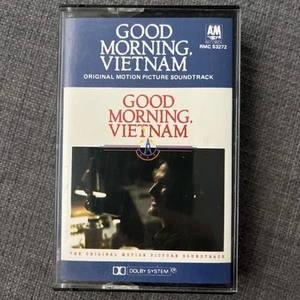 GOOD
MORNING,
VIETNAM
ORIGINAL MOTION PICTURE SOUNDTRACK
A&M
RMC 53272
GOOD
MORNING,
VIETNAM
THE ORIGINAL MOTION PICTURE SOUNDTRACK
DOLBY SYSTEM